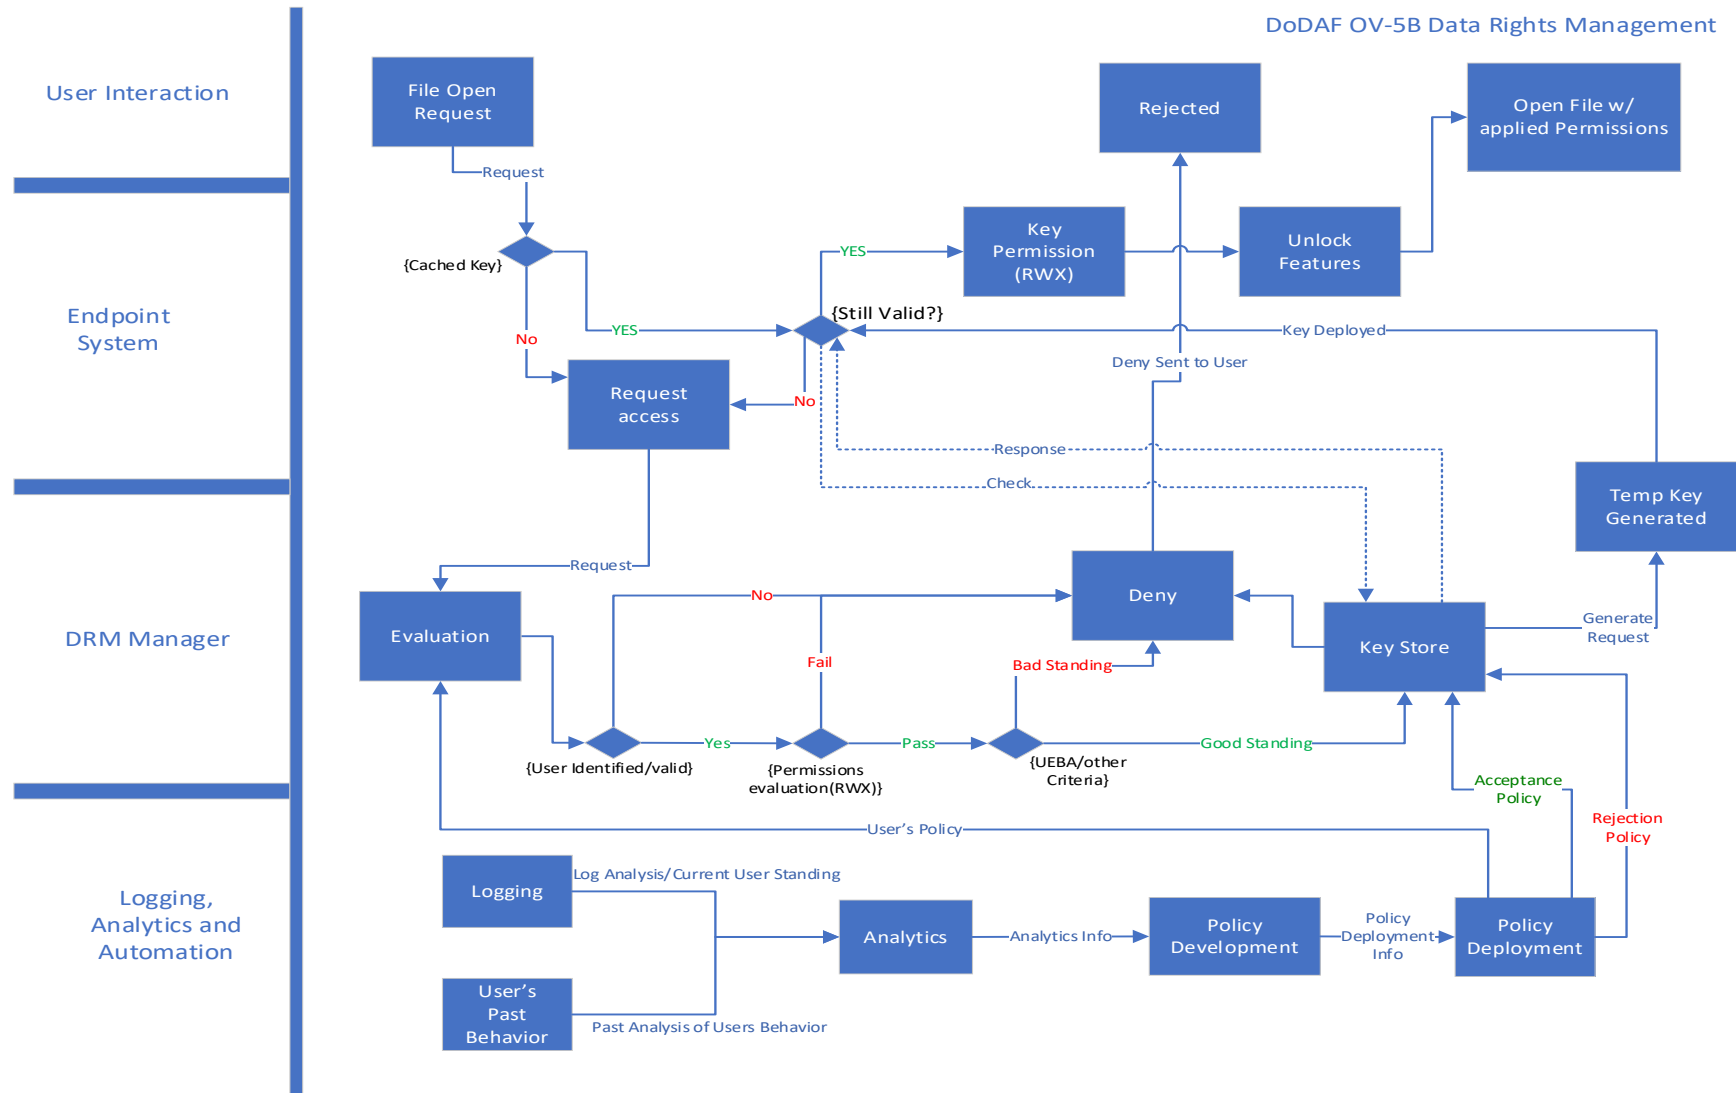 DoDAF OV-5B Data Rights Management
User Interaction
File Open
Request
Rejected
Open File w/
applied Permissions
Request
Endpoint
System
{Cached Key}
YES
Key
Permission
(RWX)
Unlock
Features
{Still Valid?}
No
YES
Key Deployed
Deny Sent to User
Request
access
No
Response
Check
Temp Key
Generated
DRM Manager
Request
Evaluation
No
Deny
Generate
Request
Key Store
Fail
Bad Standing
Yes
Pass
Good Standing
{User Identified/valid}
{Permissions
evaluation(RWX)}
{UEBA/other
Criteria}
Acceptance
Policy
Rejection
Policy
User's Policy
Logging,
Analytics and
Automation
Logging
Log Analysis/Current User Standing
Analytics
Analytics Info
Policy
Development
Policy
Deployment
Info
Policy
Deployment
User's
Past
Behavior
Past Analysis of Users Behavior